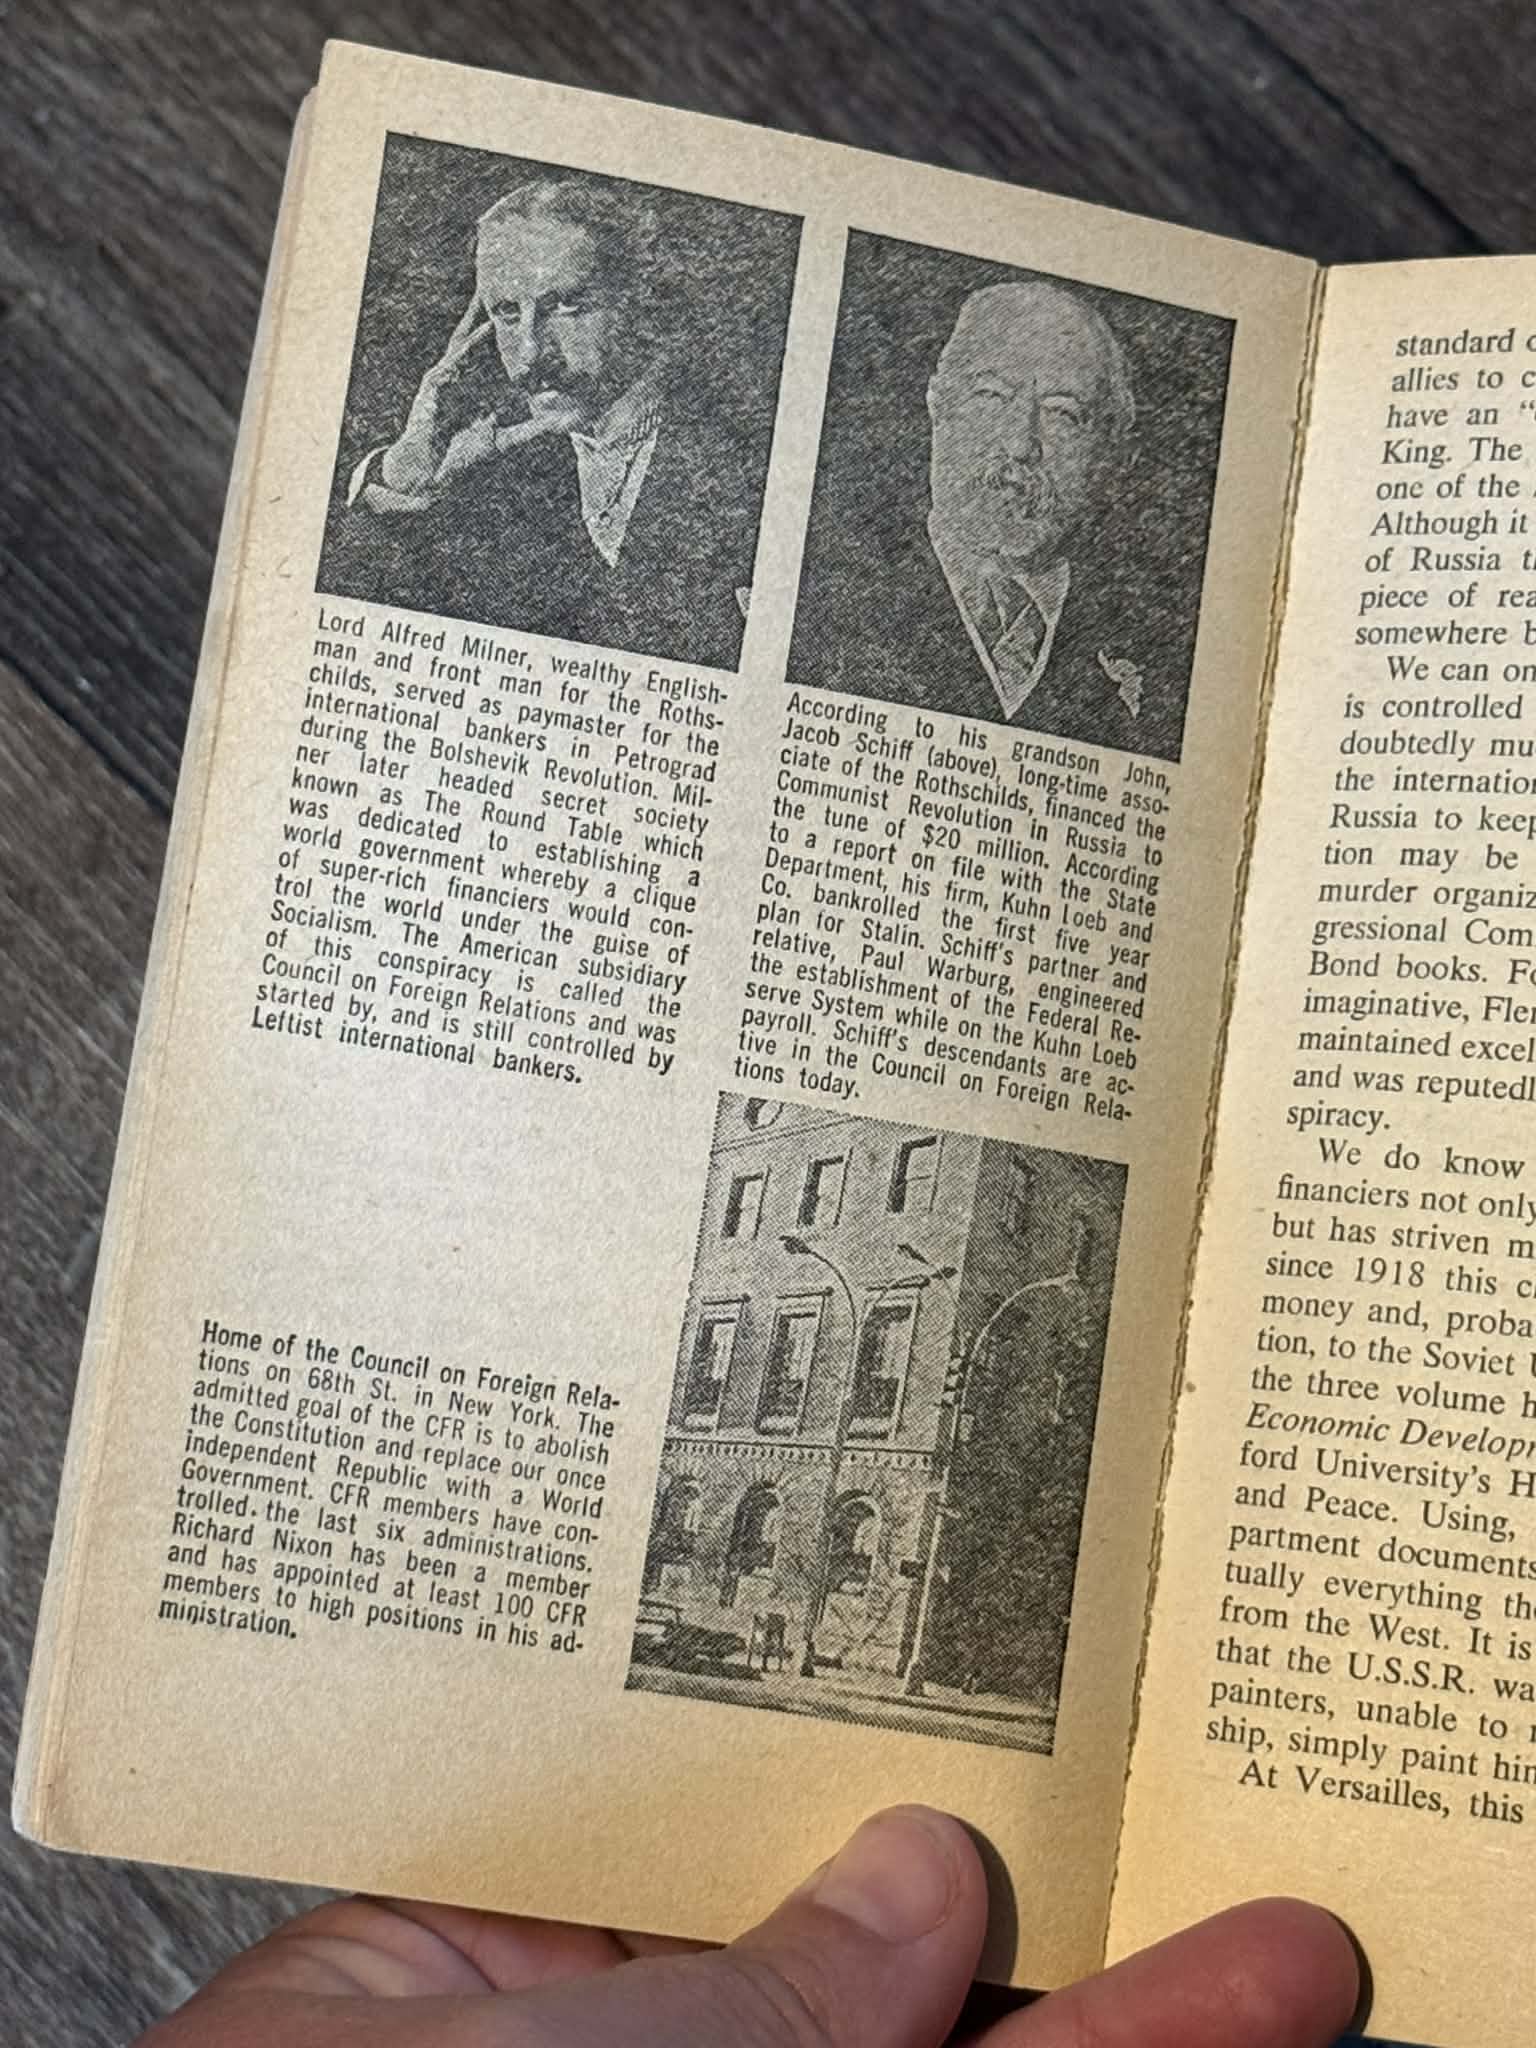 Lord Alfred Milner, wealthy English-
man and front man for the Roths-
childs, served as paymaster for the
international bankers in Petrograd
during the Bolshevik Revolution. Mil-
ner later headed secret society
known as The Round Table which
was dedicated to establishing a
world government whereby a clique
of super-rich financiers would con-
trol the world under the guise of
Socialism. The American subsidiary
of this conspiracy is called the
Council on Foreign Relations and was
started by, and is still controlled by
Leftist international bankers.
According to his grandson John,
Jacob Schiff (above), long-time asso-
ciate of the Rothschilds, financed the
Communist Revolution in Russia to
the tune of $20 million. According
to a report on file with the State
Department, his firm, Kuhn Loeb and
Co. bankrolled the first five year
plan for Stalin. Schiff's partner and
relative, Paul Warburg, engineered
the establishment of the Federal Re-
serve System while on the Kuhn Loeb
payroll. Schiff's descendants are ac-
tive in the Council on Foreign Rela-
tions today.
Home of the Council on Foreign Rela-
tions on 68th St. in New York. The
admitted goal of the CFR is to abolish
the Constitution and replace our once
independent Republic with a World
Government. CFR members have con-
trolled. the last six administrations.
Richard Nixon has been a member
and has appointed at least 100 CFR
members to high positions in his ad-
ministration.
standard
allies to
have an
King. The
one of the
Although it
of Russia
piece of
somewhere
We can
is controlled
doubtedly
the
Russia to
tion may be
murder
gressional
Bond books.
imaginative,
maintained
and was
spiracy.
We do know
financiers not only
but has striven
since 1918 this
money and,
tion, to the Soviet
the three volume
Economic
ford University's
and Peace. Using,
partment documents
tually everything
from the West. It is
that the U.S.S.R.
painters, unable to
ship, simply paint
At Versailles, this